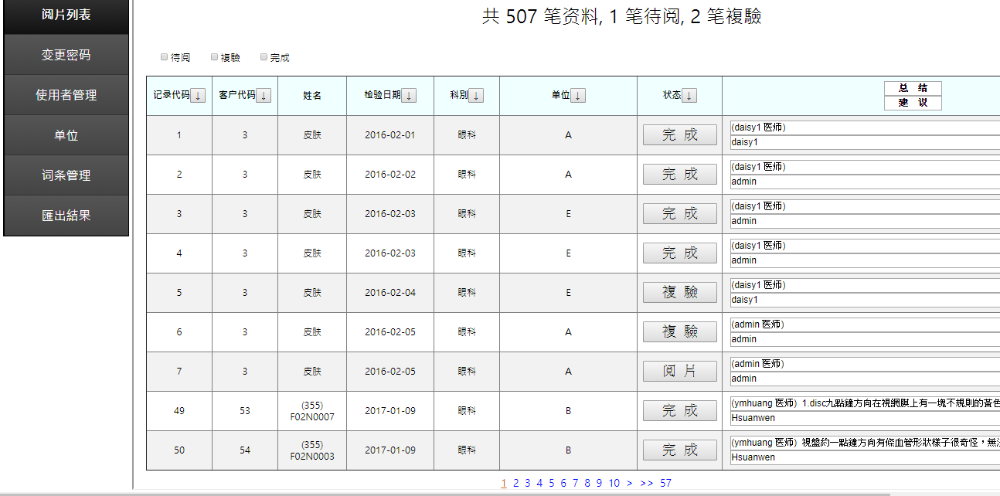 阅片列表
变更密码
使用者管理
单位
词条管理
匯出結果
共 507 笔资料, 1 笔待阅, 2 笔複驗
待阅 複驗 完成
记录代码↓ 客户代码↓ 姓名 检验日期↓ 科別↓ 单位↓ 状态↓ 总 结
建 议
1 3 皮肤 2016-02-01 眼科 A 完 成 (daisy1 医师)
daisy1
2 3 皮肤 2016-02-02 眼科 A 完 成 (daisy1 医师)
admin
3 3 皮肤 2016-02-03 眼科 E 完 成 (daisy1 医师)
admin
4 3 皮肤 2016-02-03 眼科 E 完 成 (daisy1 医师)
admin
5 3 皮肤 2016-02-04 眼科 E 複 驗 (daisy1 医师)
daisy1
6 3 皮肤 2016-02-05 眼科 A 複 驗 (admin 医师)
admin
7 3 皮肤 2016-02-05 眼科 A 阅 片 (admin 医师)
admin
49 53 (355) F02N0007 2017-01-09 眼科 B 完 成 (ymhuang 医师) 1.disc九點鐘方向在視網膜上有一塊不規則的黃色
Hsuanwen
50 54 (355) F02N0003 2017-01-09 眼科 B 完 成 (ymhuang 医师) 視盤約一點鐘方向有條血管形狀樣子很奇怪，無
Hsuanwen
1 2 3 4 5 6 7 8 9 10 > >> 57